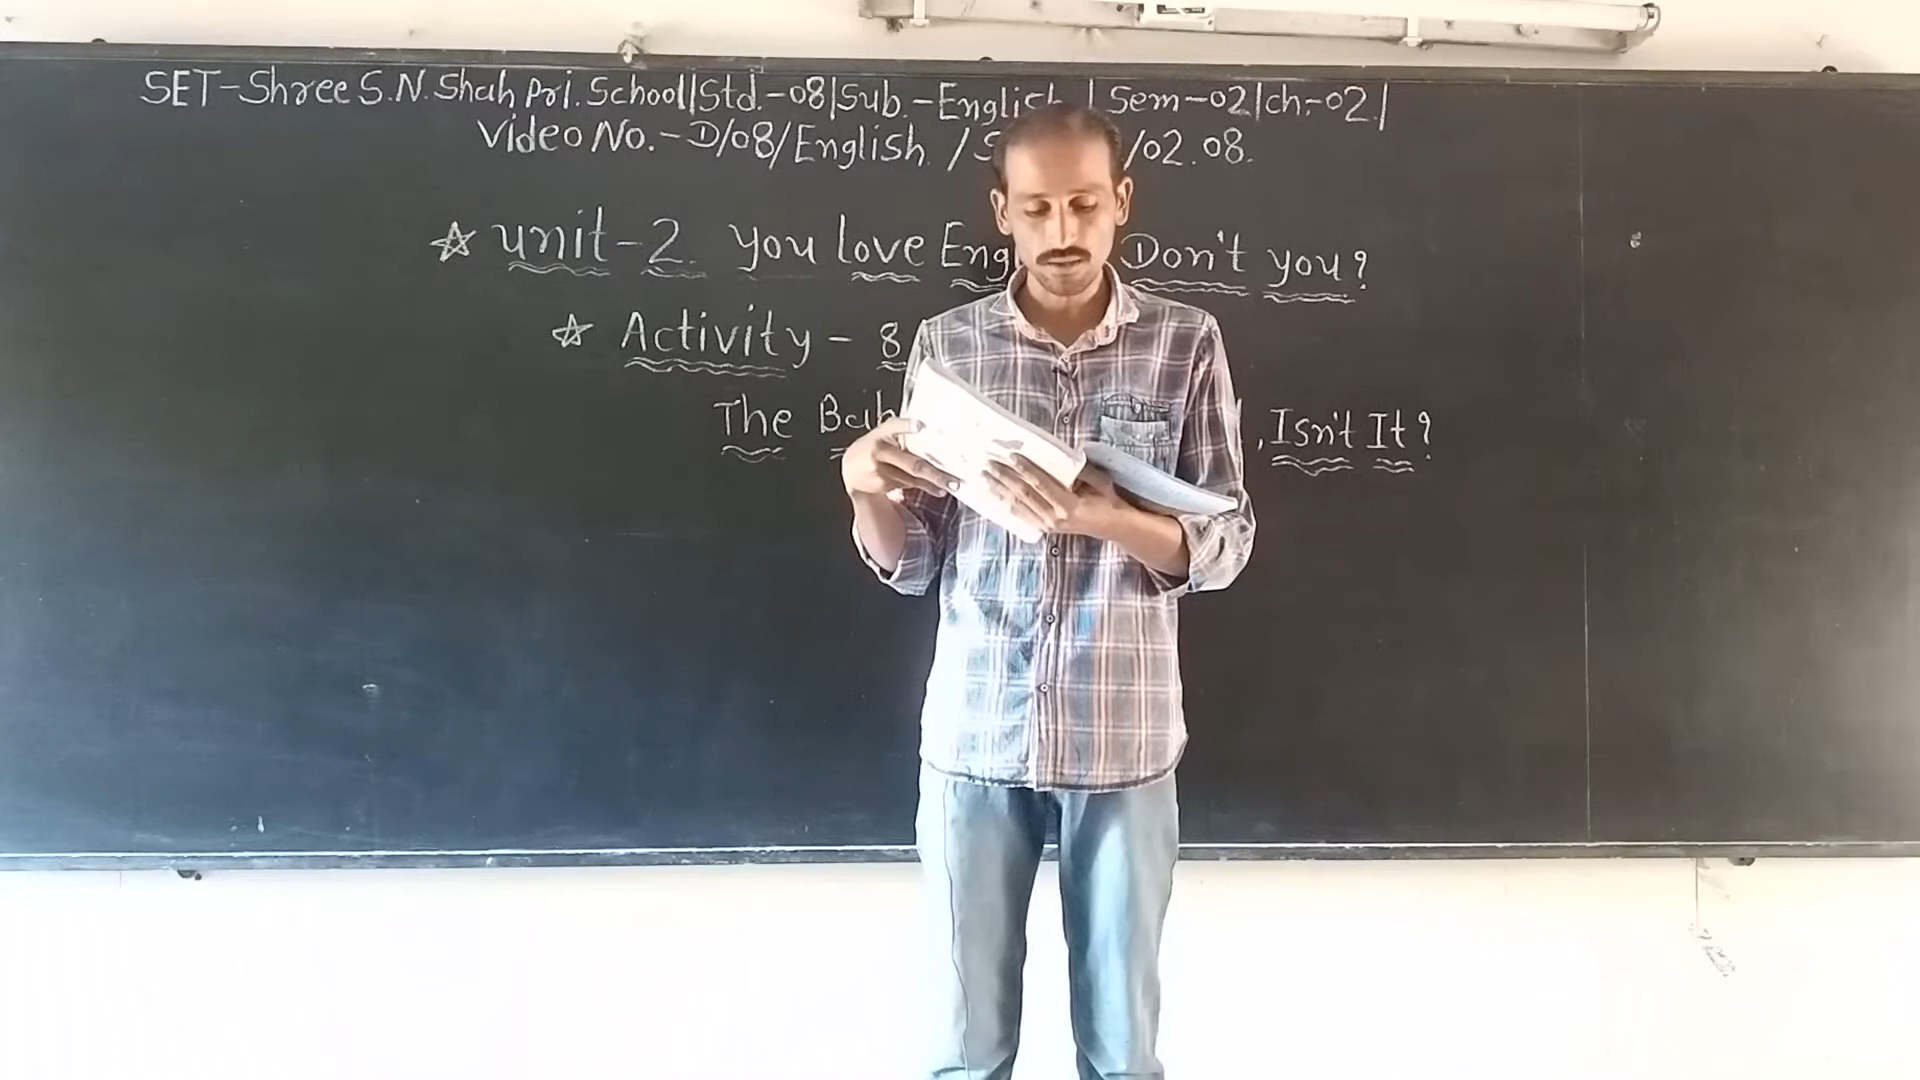 SET-Shree S.N. Shah Pri. School|Std.-08|Sub.-English | Sem-02|ch.-02|
Video No.-D/08/English / /02.08.
☆ unit-2. you love Don't you?
☆ Activity - 8
The , Isn't It?